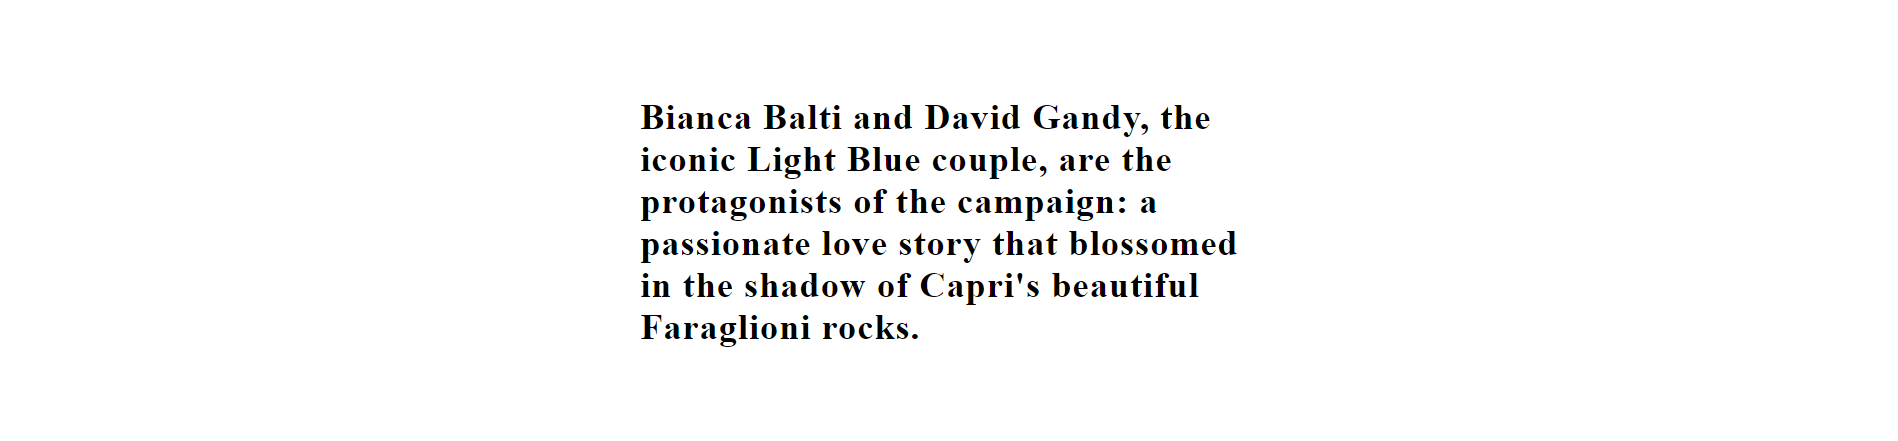 Bianca Balti and David Gandy, the
iconic Light Blue couple, are the
protagonists of the campaign: a
passionate love story that blossomed
in the shadow of Capri's beautiful
Faraglioni rocks.